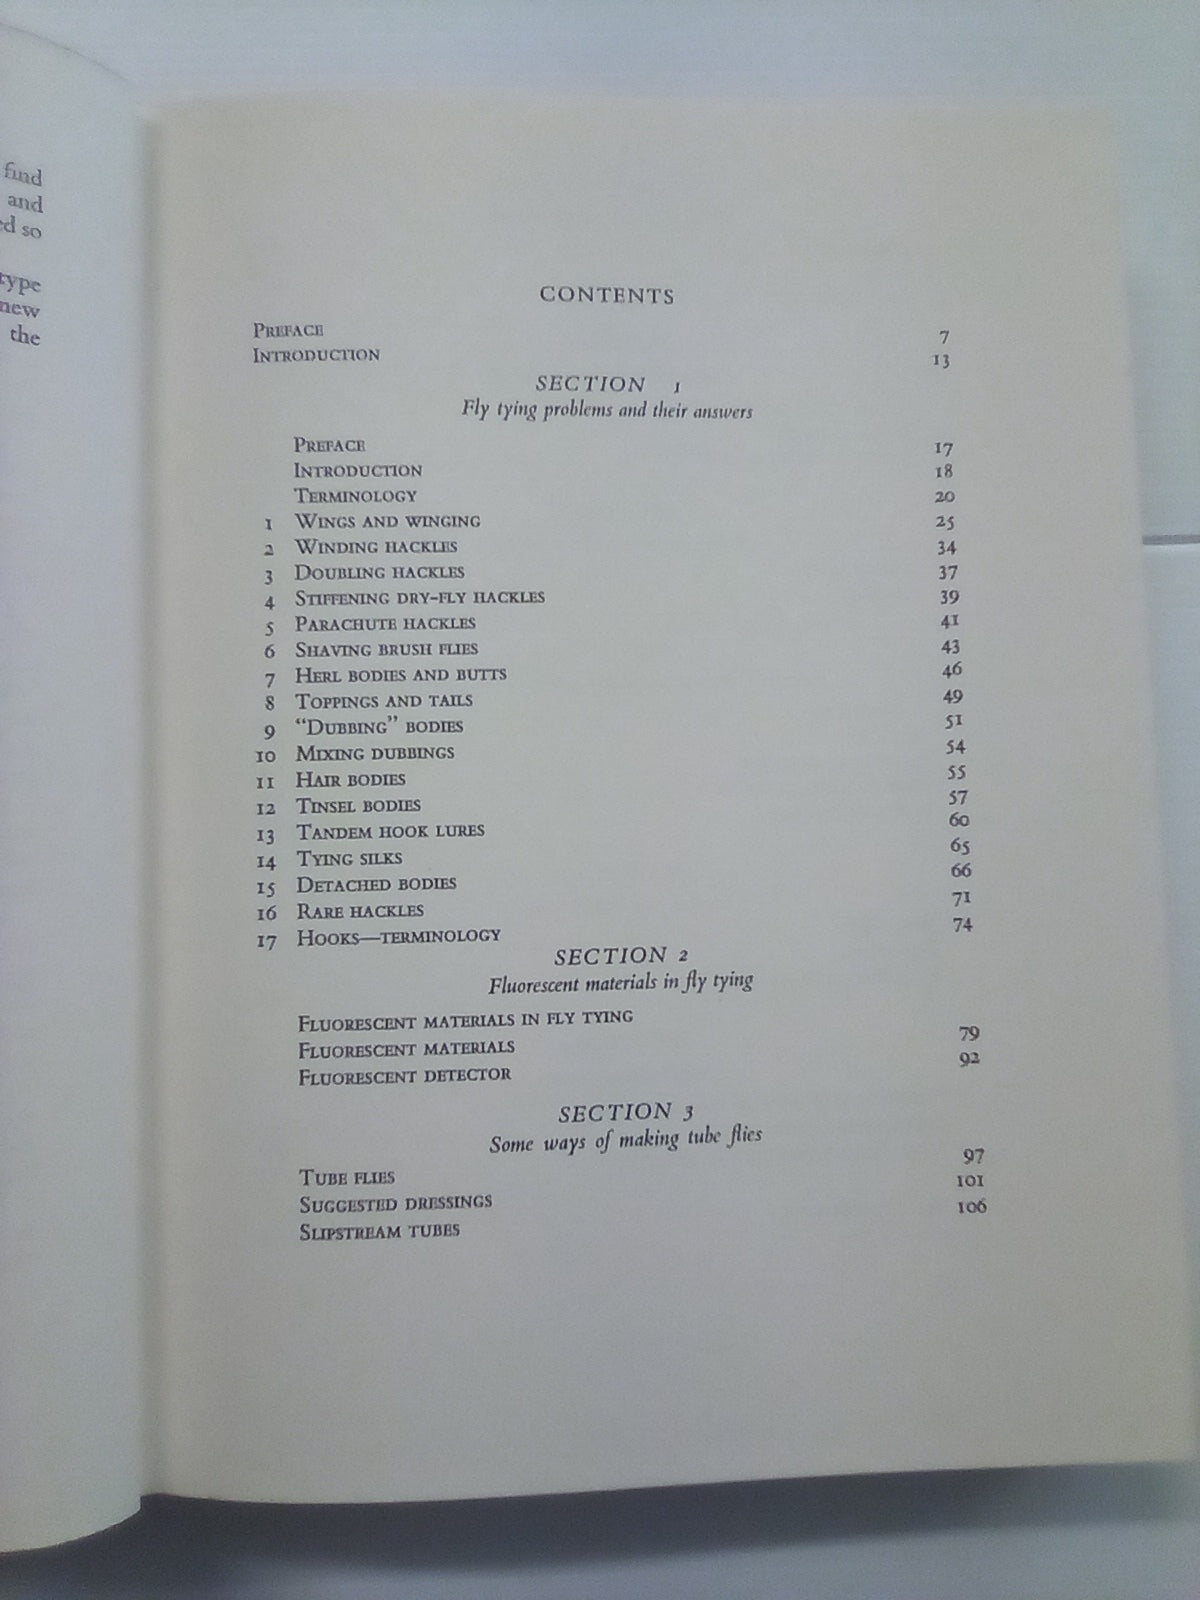 find
and
ed so
type
new
the
CONTENTS
PREFACE 7
INTRODUCTION 13
SECTION 1
Fly tying problems and their answers
PREFACE 17
INTRODUCTION 18
TERMINOLOGY 20
1 WINGS AND WINGING 25
2 WINDING HACKLES 34
3 DOUBLING HACKLES 37
4 STIFFENING DRY-FLY HACKLES 39
5 PARACHUTE HACKLES 41
6 SHAVING BRUSH FLIES 43
7 HERL BODIES AND BUTTS 46
8 TOPPINGS AND TAILS 49
9 “DUBBING” BODIES 51
10 MIXING DUBBINGS 54
11 HAIR BODIES 55
12 TINSEL BODIES 57
13 TANDEM HOOK LURES 60
14 TYING SILKS 65
15 DETACHED BODIES 66
16 RARE HACKLES 71
17 HOOKS—TERMINOLOGY 74
SECTION 2
Fluorescent materials in fly tying
FLUORESCENT MATERIALS IN FLY TYING
FLUORESCENT MATERIALS 79
FLUORESCENT DETECTOR 92
SECTION 3
Some ways of making tube flies
TUBE FLIES 97
SUGGESTED DRESSINGS 101
SLIPSTREAM TUBES 106